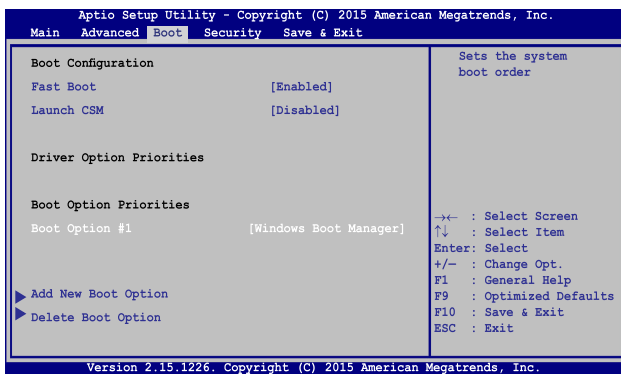 Aptio Setup Utility - Copyright (C) 2015 American Megatrends, Inc.
Main Advanced Boot Security Save & Exit
Boot Configuration
Fast Boot [Enabled]
Launch CSM [Disabled]
Driver Option Priorities
Boot Option Priorities
Boot Option #1 [Windows Boot Manager]
Add New Boot Option
Delete Boot Option
Sets the system
boot order
→← : Select Screen
↑↓ : Select Item
Enter: Select
+/— : Change Opt.
F1 : General Help
F9 : Optimized Defaults
F10 : Save & Exit
ESC : Exit
Version 2.15.1226. Copyright (C) 2015 American Megatrends, Inc.